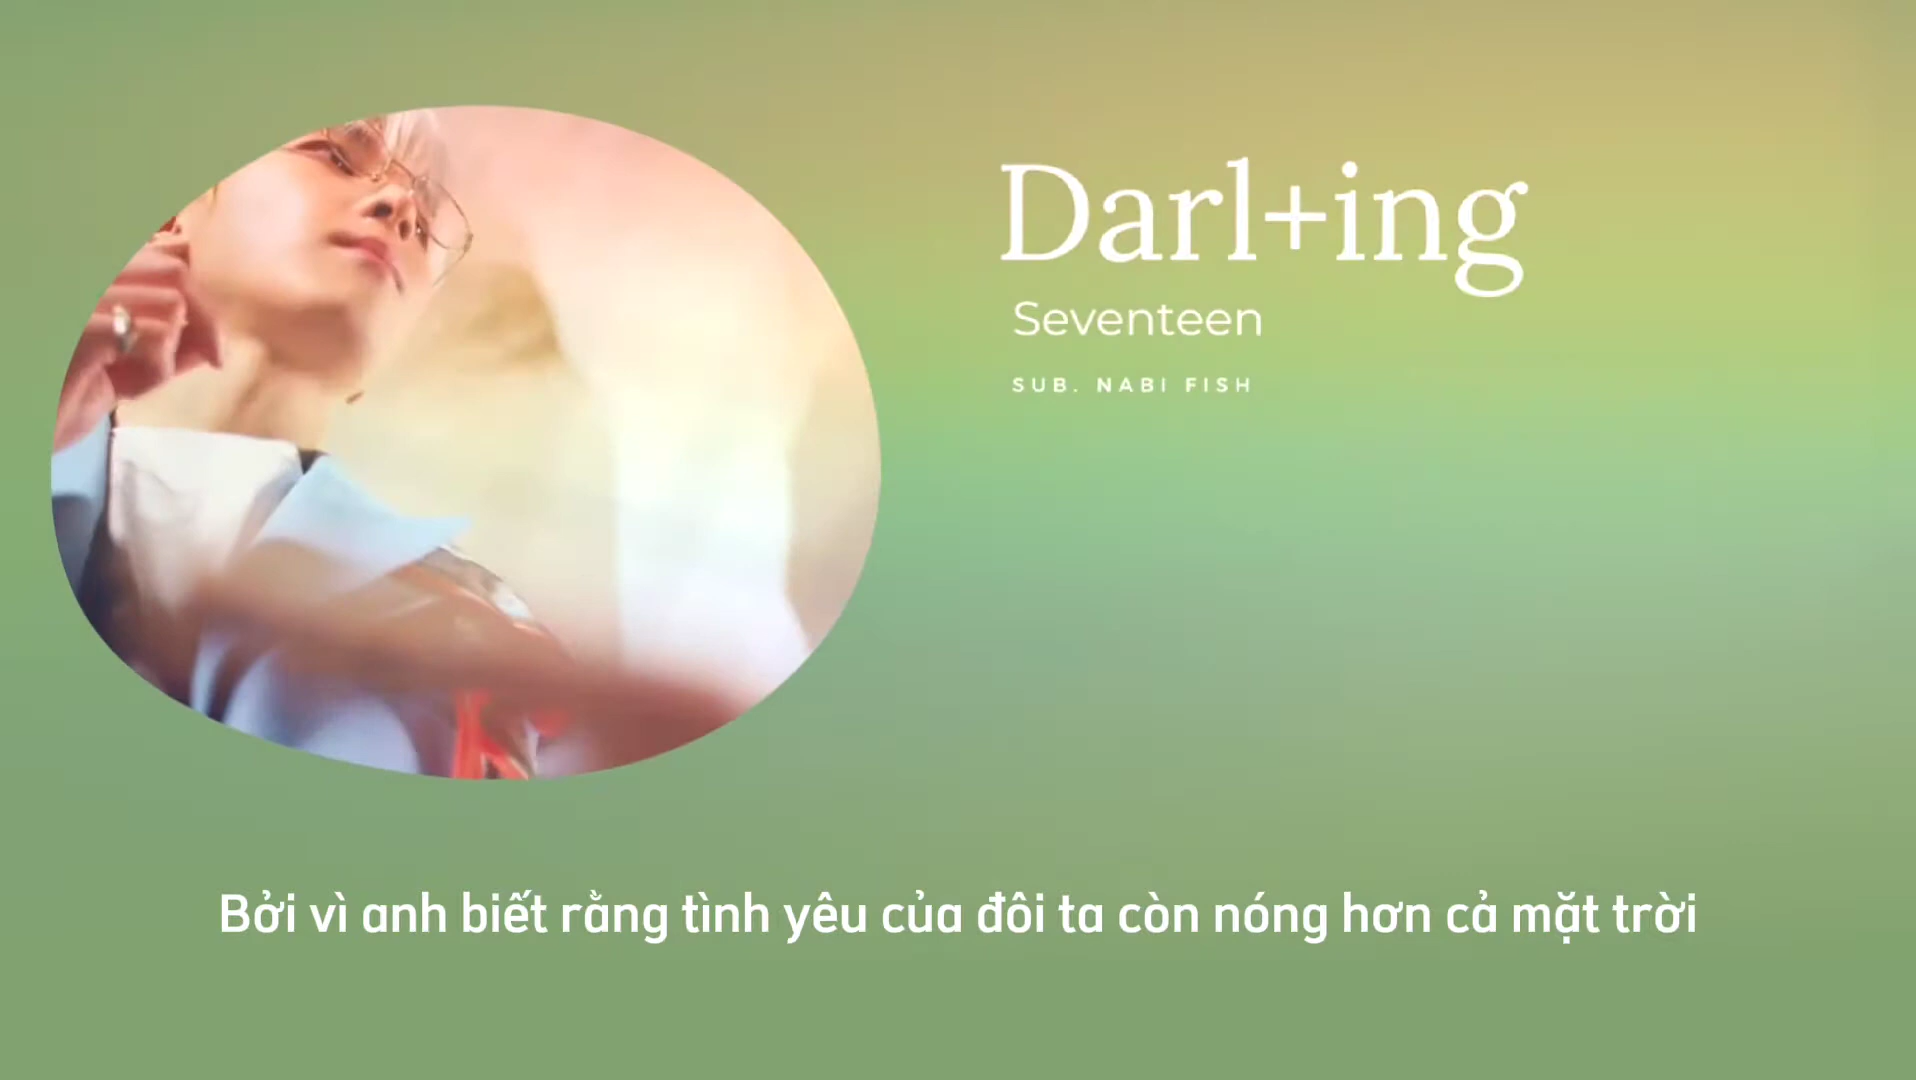 Darl+ing
Seventeen
SUB. NABI FISH
Bởi vì anh biết rằng tình yêu của đôi ta còn nóng hơn cả mặt trời